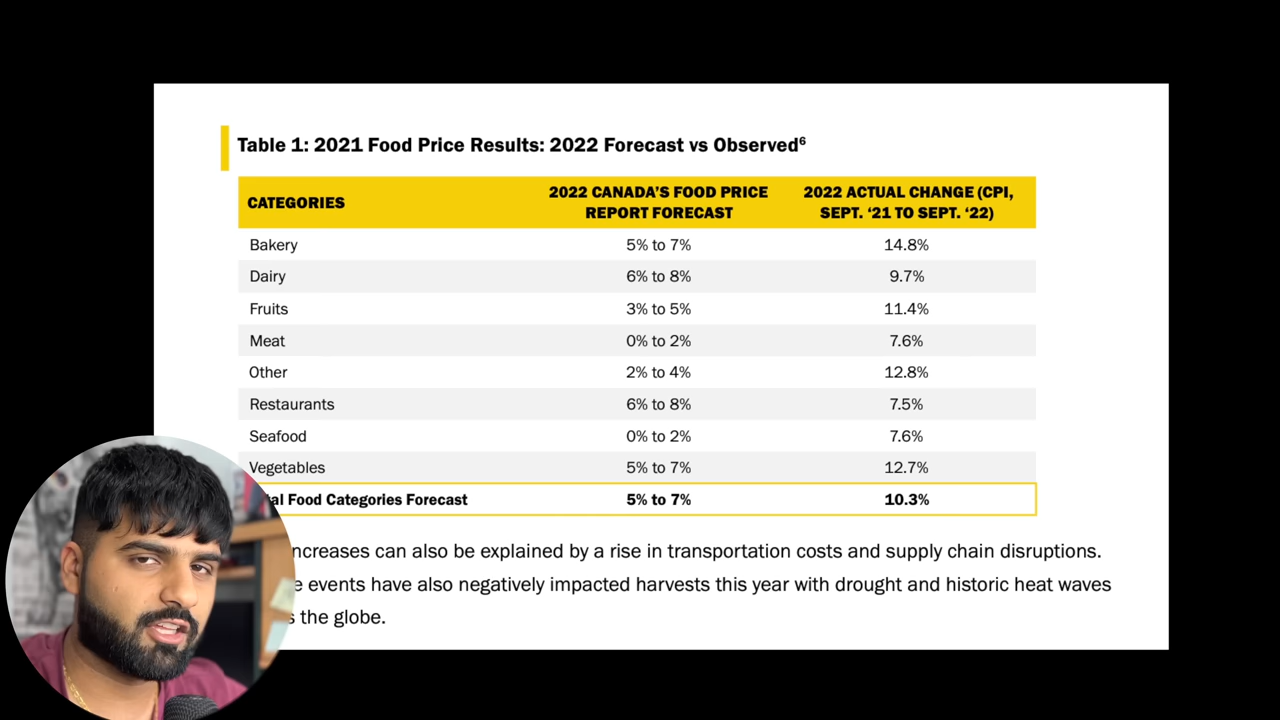 Table 1: 2021 Food Price Results: 2022 Forecast vs Observed⁶
CATEGORIES
2022 CANADA’S FOOD PRICE
REPORT FORECAST
2022 ACTUAL CHANGE (CPI,
SEPT. ‘21 TO SEPT. ‘22)
Bakery 5% to 7% 14.8%
Dairy 6% to 8% 9.7%
Fruits 3% to 5% 11.4%
Meat 0% to 2% 7.6%
Other 2% to 4% 12.8%
Restaurants 6% to 8% 7.5%
Seafood 0% to 2% 7.6%
Vegetables 5% to 7% 12.7%
Food Categories Forecast 5% to 7% 10.3%
increases can also be explained by a rise in transportation costs and supply chain disruptions.
events have also negatively impacted harvests this year with drought and historic heat waves
the globe.